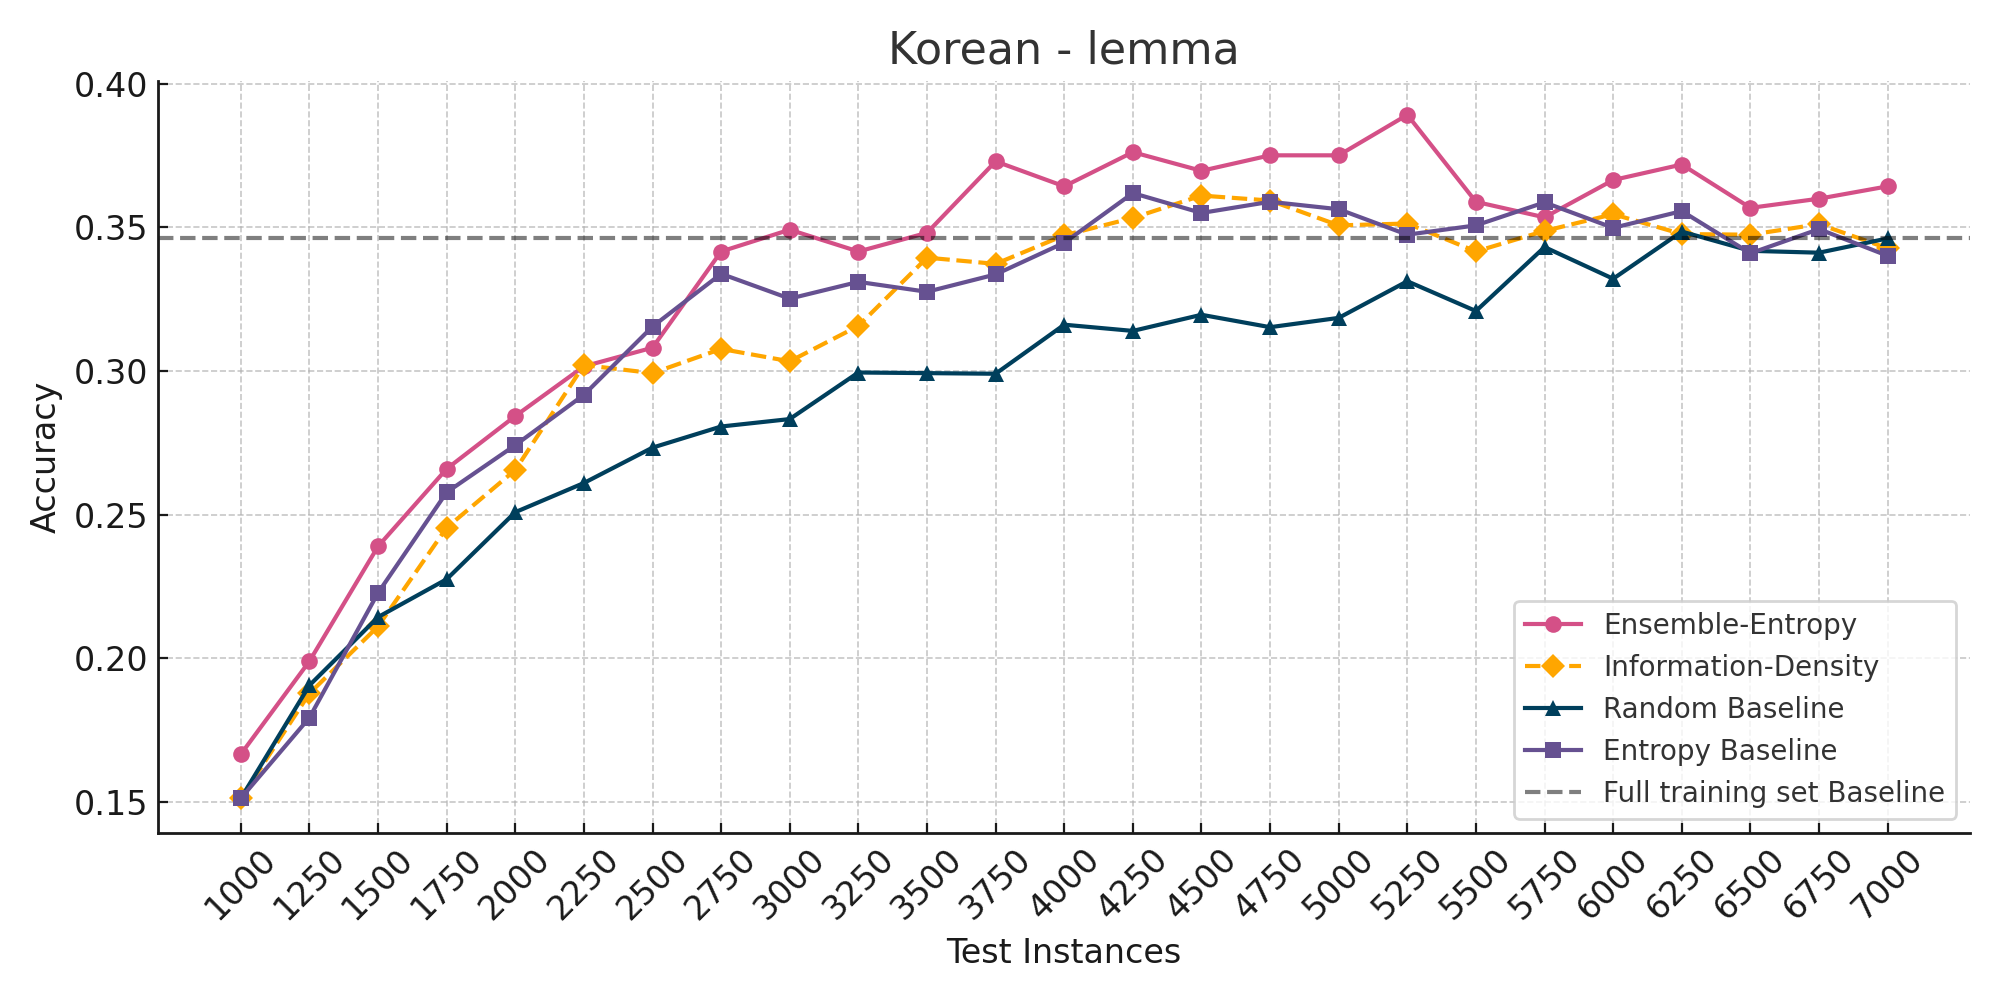 Korean - lemma
0.40
0.35
0.30
0.25
0.20
0.15
Accuracy
Ensemble-Entropy
Information-Density
Random Baseline
Entropy Baseline
Full training set Baseline
1000 1250 1500 1750 2000 2250 2500 2750 3000 3250 3500 3750 4000 4250 4500 4750 5000 5250 5500 5750 6000 6250 6500 6750 7000
Test Instances